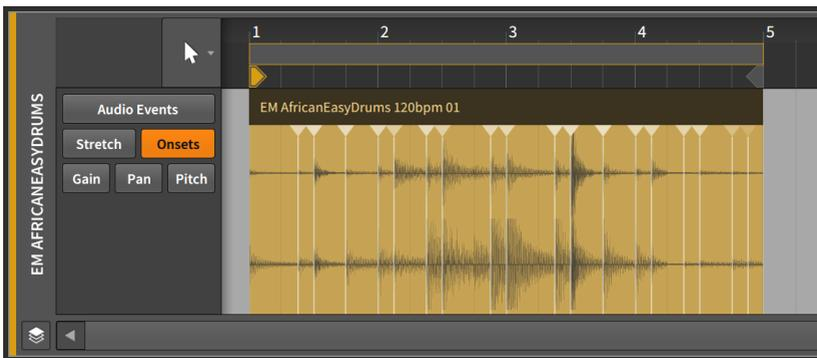 1 2 3 4 5
EM AFRICANEASYDRUMS
Audio Events
EM AfricanEasyDrums 120bpm 01
Stretch Onsets
Gain Pan Pitch